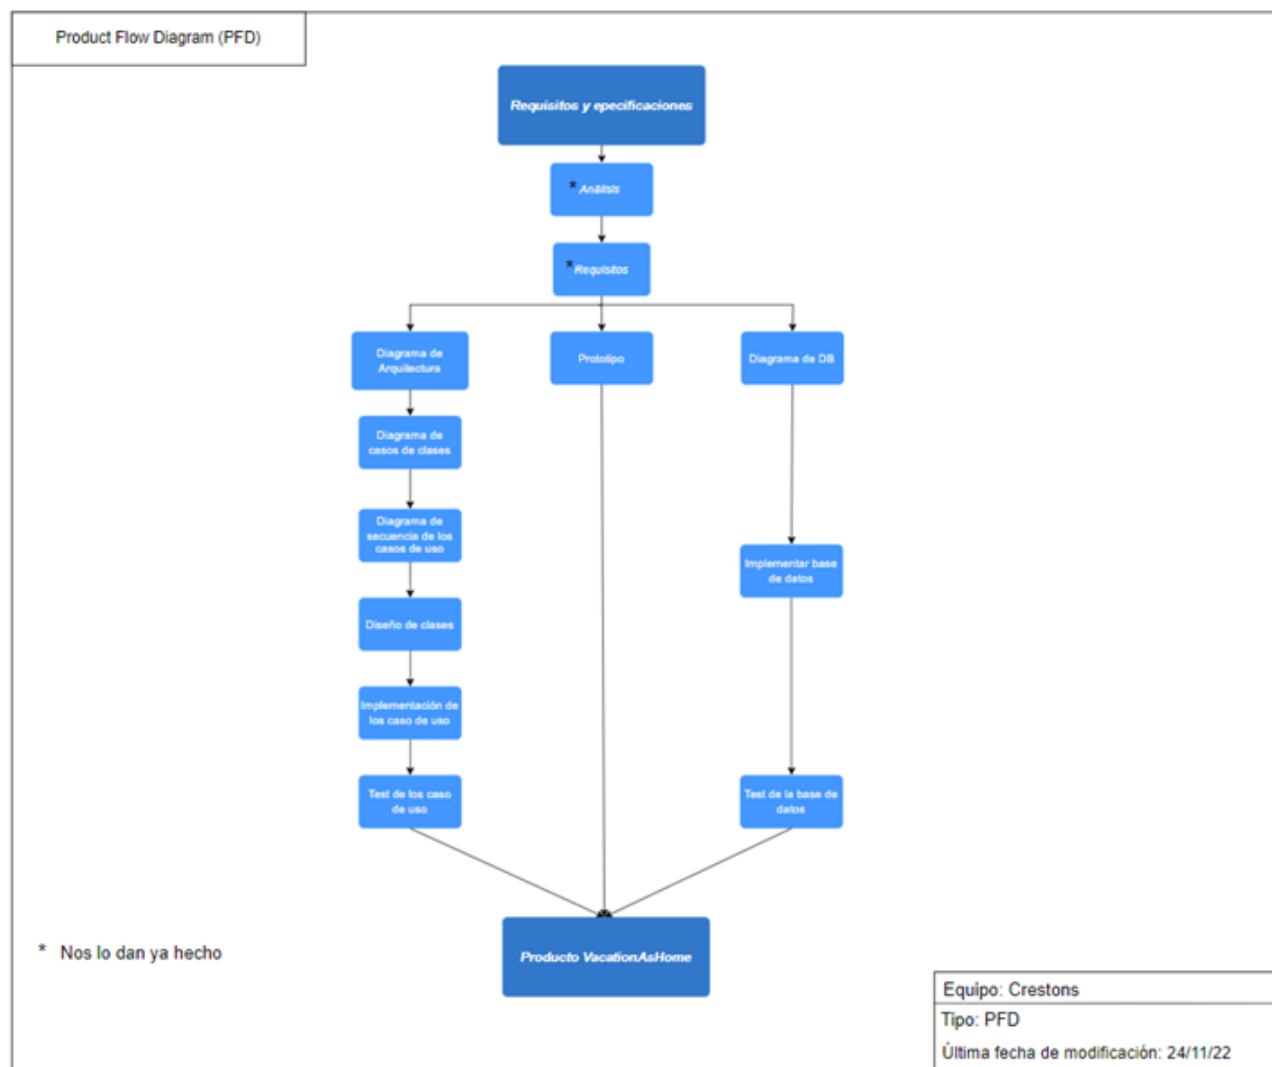 Product Flow Diagram (PFD)
Requisitos y epecificaciones
* Análisis
* Requisitos
Diagrama de
Arquitectura
Prototipo
Diagrama de DB
Diagrama de
casos de clases
Diagrama de
secuencia de los
casos de uso
Implementar base
de datos
Diseño de clases
Implementación de
los caso de uso
Test de los caso
de uso
Test de la base de
datos
Producto VacationAsHome
* Nos lo dan ya hecho
Equipo: Crestons
Tipo: PFD
Última fecha de modificación: 24/11/22